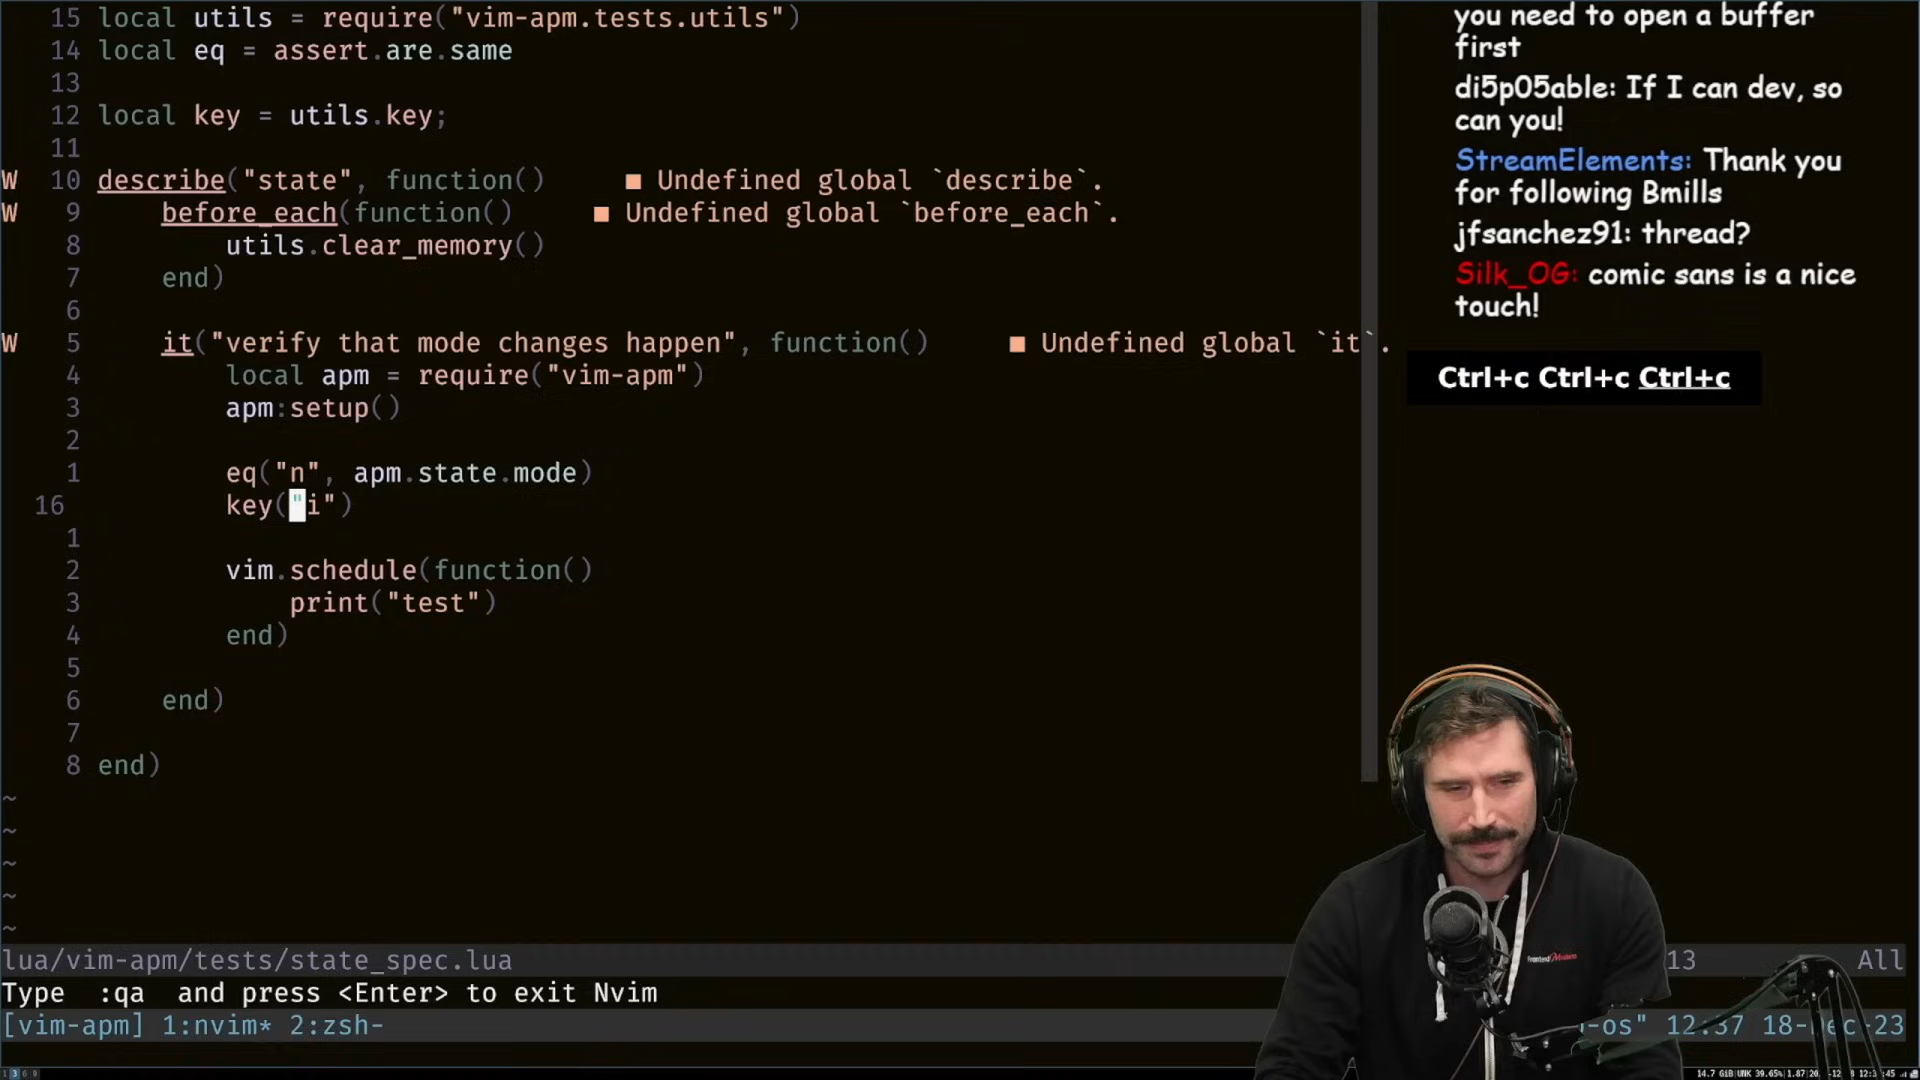 15 local utils = require("vim-apm.tests.utils")
14 local eq = assert.are.same
13
12 local key = utils.key;
11
W 10 describe("state", function() ■ Undefined global `describe`.
W 9 before_each(function() ■ Undefined global `before_each`.
8 utils.clear_memory()
7 end)
6
W 5 it("verify that mode changes happen", function() ■ Undefined global `it`.
4 local apm = require("vim-apm")
3 apm:setup()
2
1 eq("n", apm.state.mode)
16 key("i")
1
2 vim.schedule(function()
3 print("test")
4 end)
5
6 end)
7
8 end)
~
~
~
~
~
lua/vim-apm/tests/state_spec.lua 13 All
Type :qa and press <Enter> to exit Nvim
[vim-apm] 1:nvim* 2:zsh- -os" 12:37 18-Dec-23
you need to open a buffer
first
di5p05able: If I can dev, so
can you!
StreamElements: Thank you
for following Bmills
jfsanchez91: thread?
Silk_OG: comic sans is a nice
touch!
Ctrl+c Ctrl+c Ctrl+c
Frontend Masters